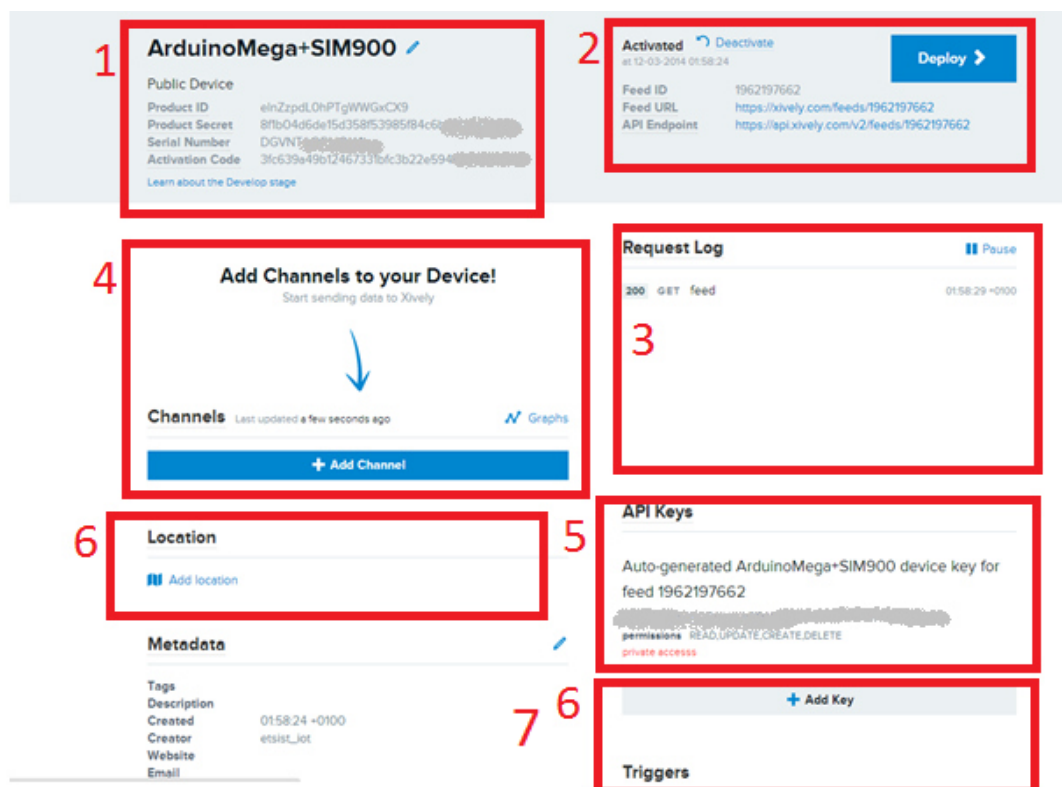 1
ArduinoMega+SIM900
Public Device
Product ID elnZzpdL0hPTgWWGxCX9
Product Secret 8f1b04d6de15d358f53985f84c6
Serial Number DGVNT
Activation Code 3fc639a49b12467331bfc3b22e594
Learn about the Develop stage
2
Activated Deactivate
at 12-03-2014 01:58:24
Deploy
Feed ID 1962197662
Feed URL https://xively.com/feeds/1962197662
API Endpoint https://api.xively.com/v2/feeds/1962197662
4
Add Channels to your Device!
Start sending data to Xively
Channels Last updated a few seconds ago Graphs
+ Add Channel
Request Log Pause
200 GET feed 01:58:29 +0100
3
6
Location
Add location
Metadata
Tags
Description
Created 01:58:24 +0100
Creator etsist_iot
Website
Email
5
API Keys
Auto-generated ArduinoMega+SIM900 device key for
feed 1962197662
permissions READ,UPDATE,CREATE,DELETE
private accesss
7
6
+ Add Key
Triggers